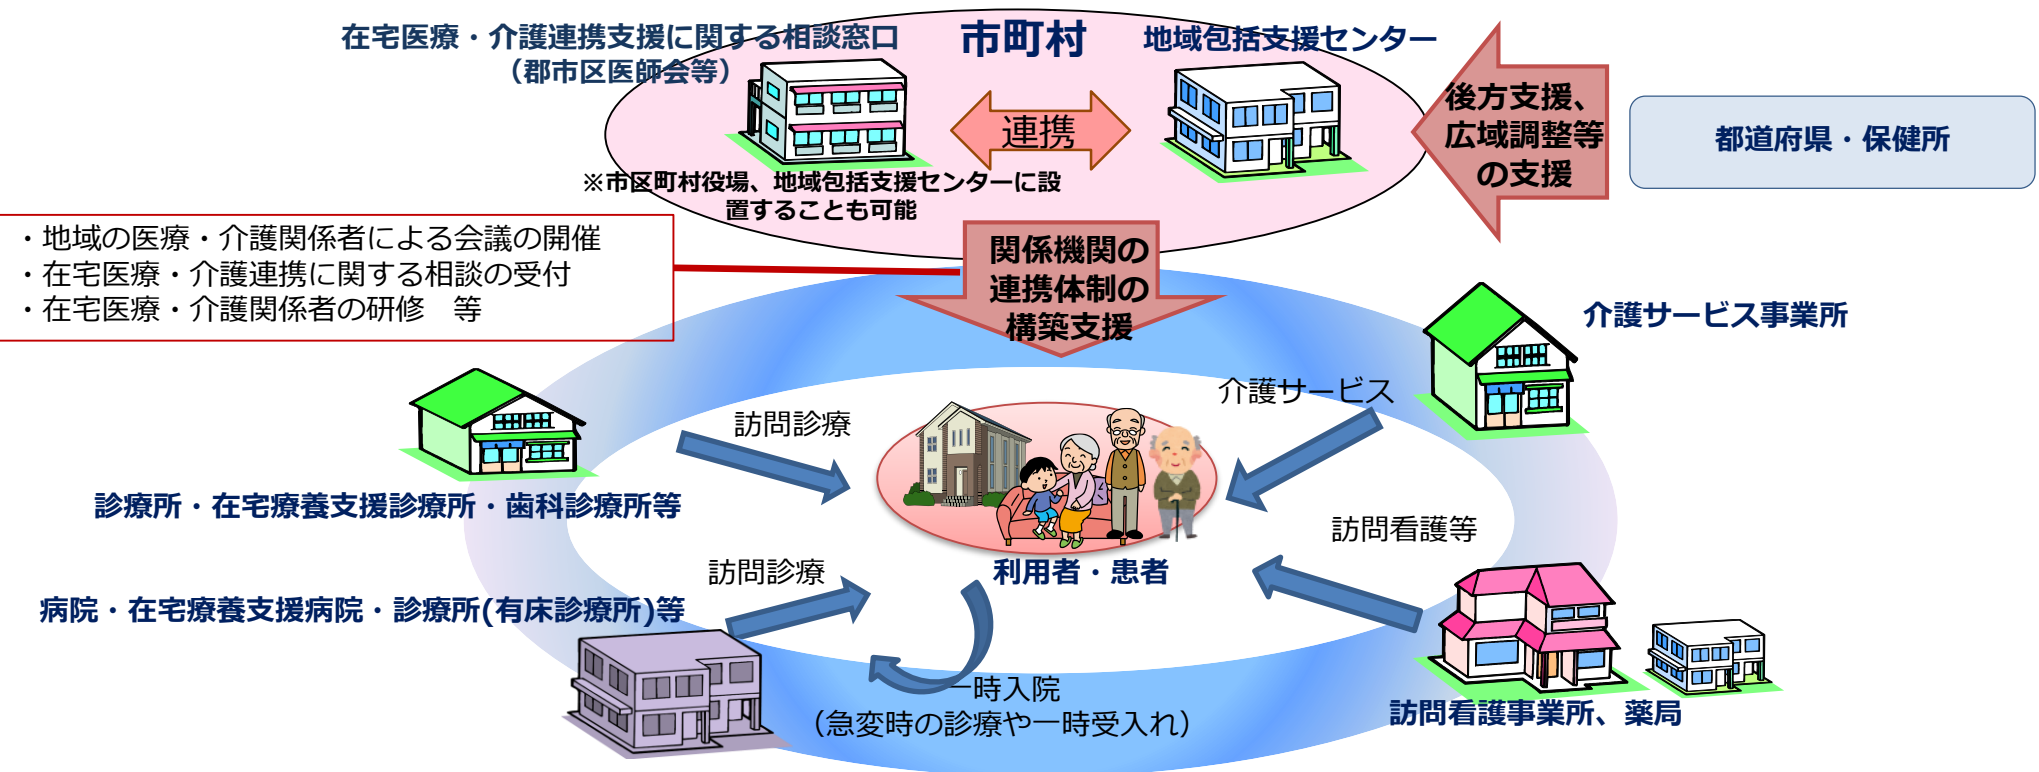 在宅医療・介護連携支援に関する相談窓口
（郡市区医師会等）
市町村
地域包括支援センター
連携
※市区町村役場、地域包括支援センターに設
置することも可能
後方支援、
広域調整等
の支援
都道府県・保健所
・地域の医療・介護関係者による会議の開催
・在宅医療・介護連携に関する相談の受付
・在宅医療・介護関係者の研修　等
関係機関の
連携体制の
構築支援
介護サービス事業所
介護サービス
訪問診療
診療所・在宅療養支援診療所・歯科診療所等
訪問看護等
利用者・患者
訪問診療
病院・在宅療養支援病院・診療所(有床診療所)等
一時入院
（急変時の診療や一時受入れ）
訪問看護事業所、薬局